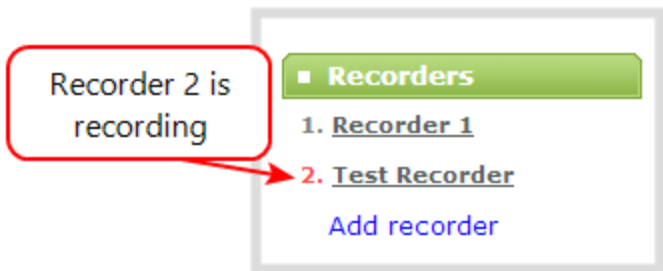 Recorder 2 is
recording
Recorders
1. Recorder 1
2. Test Recorder
Add recorder